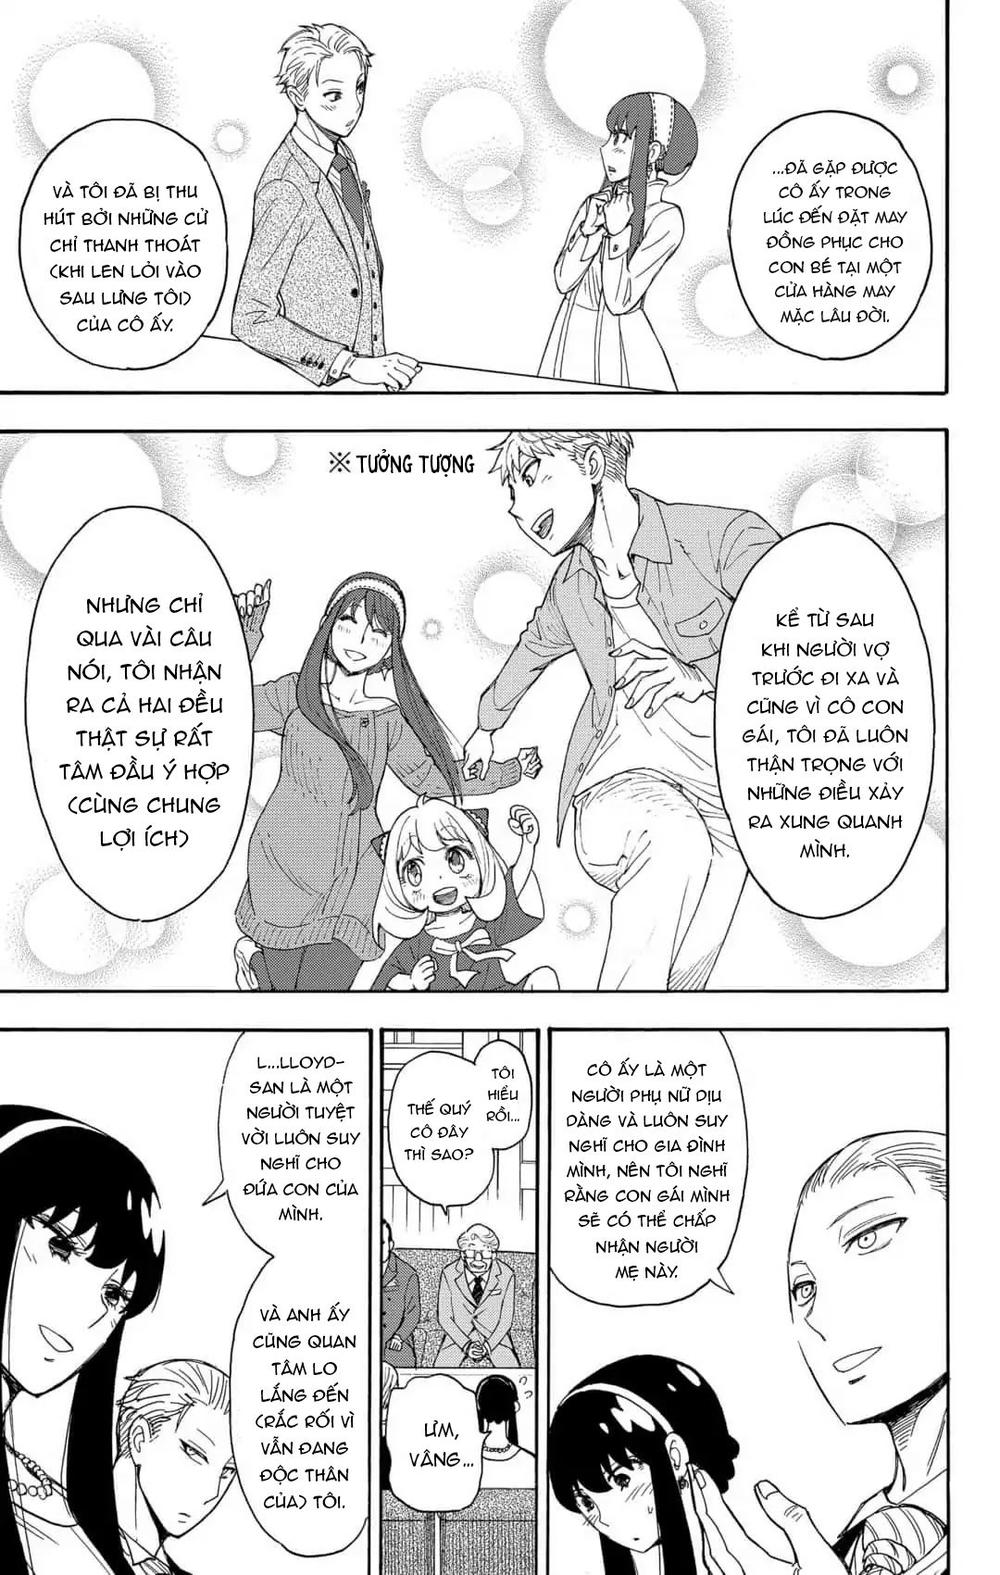 ...ĐÃ GẶP ĐƯỢC
CÔ ẤY TRONG
LÚC ĐẾN ĐẶT MAY
ĐỒNG PHỤC CHO
CON BÉ TẠI MỘT
CỬA HÀNG MAY
MẶC LÂU ĐỜI.
VÀ TÔI ĐÃ BỊ THU
HÚT BỞI NHỮNG CỬ
CHỈ THANH THOÁT
(KHI LEN LỎI VÀO
SAU LƯNG TÔI)
CỦA CÔ ẤY.
※ TƯỞNG TƯỢNG
KỂ TỪ SAU
KHI NGƯỜI VỢ
TRƯỚC ĐI XA VÀ
CŨNG VÌ CÔ CON
GÁI, TÔI ĐÃ LUÔN
THẬN TRỌNG VỚI
NHỮNG ĐIỀU XẢY
RA XUNG QUANH
MÌNH.
NHƯNG CHỈ
QUA VÀI CÂU
NÓI, TÔI NHẬN
RA CẢ HAI ĐỀU
THẬT SỰ RẤT
TÂM ĐẦU Ý HỢP
(CÙNG CHUNG
LỢI ÍCH)
CÔ ẤY LÀ MỘT
NGƯỜI PHỤ NỮ DỊU
DÀNG VÀ LUÔN SUY
NGHĨ CHO GIA ĐÌNH
MÌNH, NÊN TÔI NGHĨ
RẰNG CON GÁI MÌNH
SẼ CÓ THỂ CHẤP
NHẬN NGƯỜI
MẸ NÀY.
TÔI
HIỂU
RỒI...
THẾ QUÝ
CÔ ĐÂY
THÌ SAO?
ƯM,
VÂNG...
L...LLOYD-
SAN LÀ MỘT
NGƯỜI TUYỆT
VỜI LUÔN SUY
NGHĨ CHO
ĐỨA CON CỦA
MÌNH.
VÀ ANH ẤY
CŨNG QUAN
TÂM LO
LẮNG ĐẾN
(RẮC RỐI VÌ
VẪN ĐANG
ĐỘC THÂN
CỦA) TÔI.